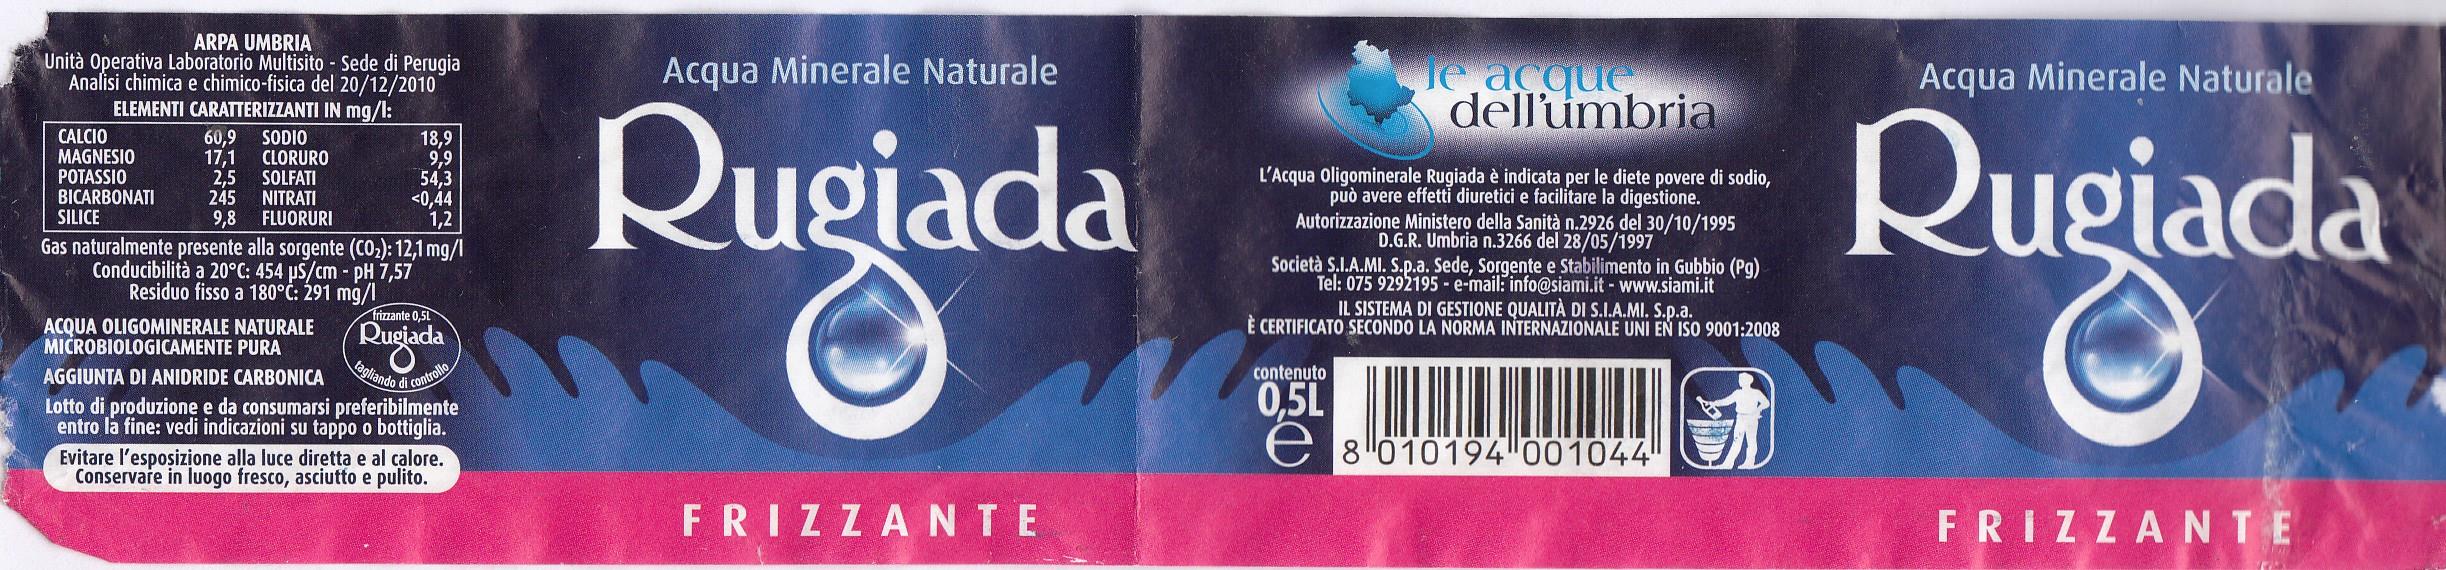 ARPA UMBRIA
Unità Operativa Laboratorio Multisito - Sede di Perugia
Analisi chimica e chimico-fisica del 20/12/2010
ELEMENTI CARATTERIZZANTI IN mg/l:
CALCIO 60,9 SODIO 18,9
MAGNESIO 17,1 CLORURO 9,9
POTASSIO 2,5 SOLFATI 54,3
BICARBONATI 245 NITRATI <0,44
SILICE 9,8 FLUORURI 1,2
Gas naturalmente presente alla sorgente (CO₂): 12,1 mg/l
Conducibilità a 20°C: 454 µS/cm - pH 7,57
Residuo fisso a 180°C: 291 mg/l
ACQUA OLIGOMINERALE NATURALE
MICROBIOLOGICAMENTE PURA
AGGIUNTA DI ANIDRIDE CARBONICA
frizzante 0,5L
Rugiada
tagliando di controllo
Lotto di produzione e da consumarsi preferibilmente
entro la fine: vedi indicazioni su tappo o bottiglia.
Evitare l'esposizione alla luce diretta e al calore.
Conservare in luogo fresco, asciutto e pulito.
Acqua Minerale Naturale
Rugiada
FRIZZANTE
le acque
dell'umbria
L'Acqua Oligominerale Rugiada è indicata per le diete povere di sodio,
può avere effetti diuretici e facilitare la digestione.
Autorizzazione Ministero della Sanità n.2926 del 30/10/1995
D.G.R. Umbria n.3266 del 28/05/1997
Società S.I.A.MI. S.p.a. Sede, Sorgente e Stabilimento in Gubbio (Pg)
Tel: 075 9292195 - e-mail: info@siami.it - www.siami.it
IL SISTEMA DI GESTIONE QUALITÀ DI S.I.A.MI. S.p.a.
È CERTIFICATO SECONDO LA NORMA INTERNAZIONALE UNI EN ISO 9001:2008
contenuto
0,5L
e
8 010194 001044
Acqua Minerale Naturale
Rugiada
FRIZZANTE